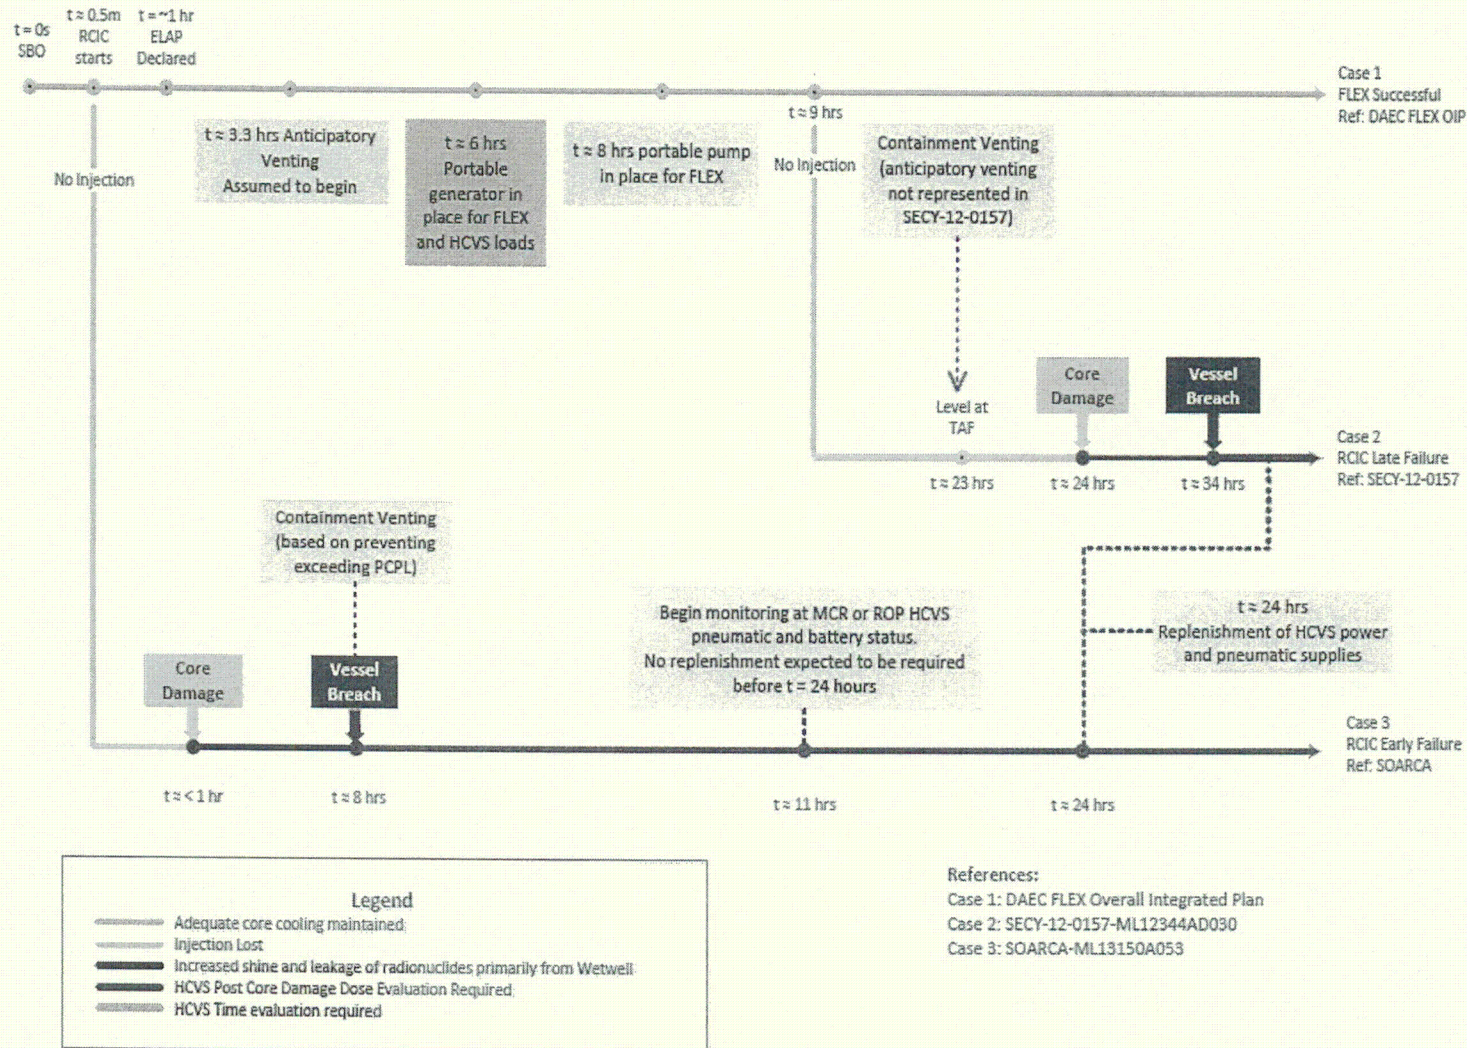 t = 0s
SBO
t ≈ 0.5m
RCIC
starts
t = ~1 hr
ELAP
Declared
Case 1
FLEX Successful
Ref: DAEC FLEX OIP
t ≈ 3.3 hrs Anticipatory
Venting
Assumed to begin
t ≈ 6 hrs
Portable
generator in
place for FLEX
and HCVS loads
t ≈ 8 hrs portable pump
in place for FLEX
t ≈ 9 hrs
No Injection
No Injection
Containment Venting
(anticipatory venting
not represented in
SECY-12-0157)
Level at
TAF
Core
Damage
Vessel
Breach
Case 2
RCIC Late Failure
Ref: SECY-12-0157
t ≈ 23 hrs
t ≈ 24 hrs
t ≈ 34 hrs
Containment Venting
(based on preventing
exceeding PCPL)
Core
Damage
Vessel
Breach
Begin monitoring at MCR or ROP HCVS
pneumatic and battery status.
No replenishment expected to be required
before t = 24 hours
t ≈ 24 hrs
Replenishment of HCVS power
and pneumatic supplies
Case 3
RCIC Early Failure
Ref: SOARCA
t ≈ < 1 hr
t ≈ 8 hrs
t ≈ 11 hrs
t ≈ 24 hrs
Legend
Adequate core cooling maintained
Injection Lost
Increased shine and leakage of radionuclides primarily from Wetwell
HCVS Post Core Damage Dose Evaluation Required
HCVS Time evaluation required
References:
Case 1: DAEC FLEX Overall Integrated Plan
Case 2: SECY-12-0157-ML12344AD030
Case 3: SOARCA-ML13150A053